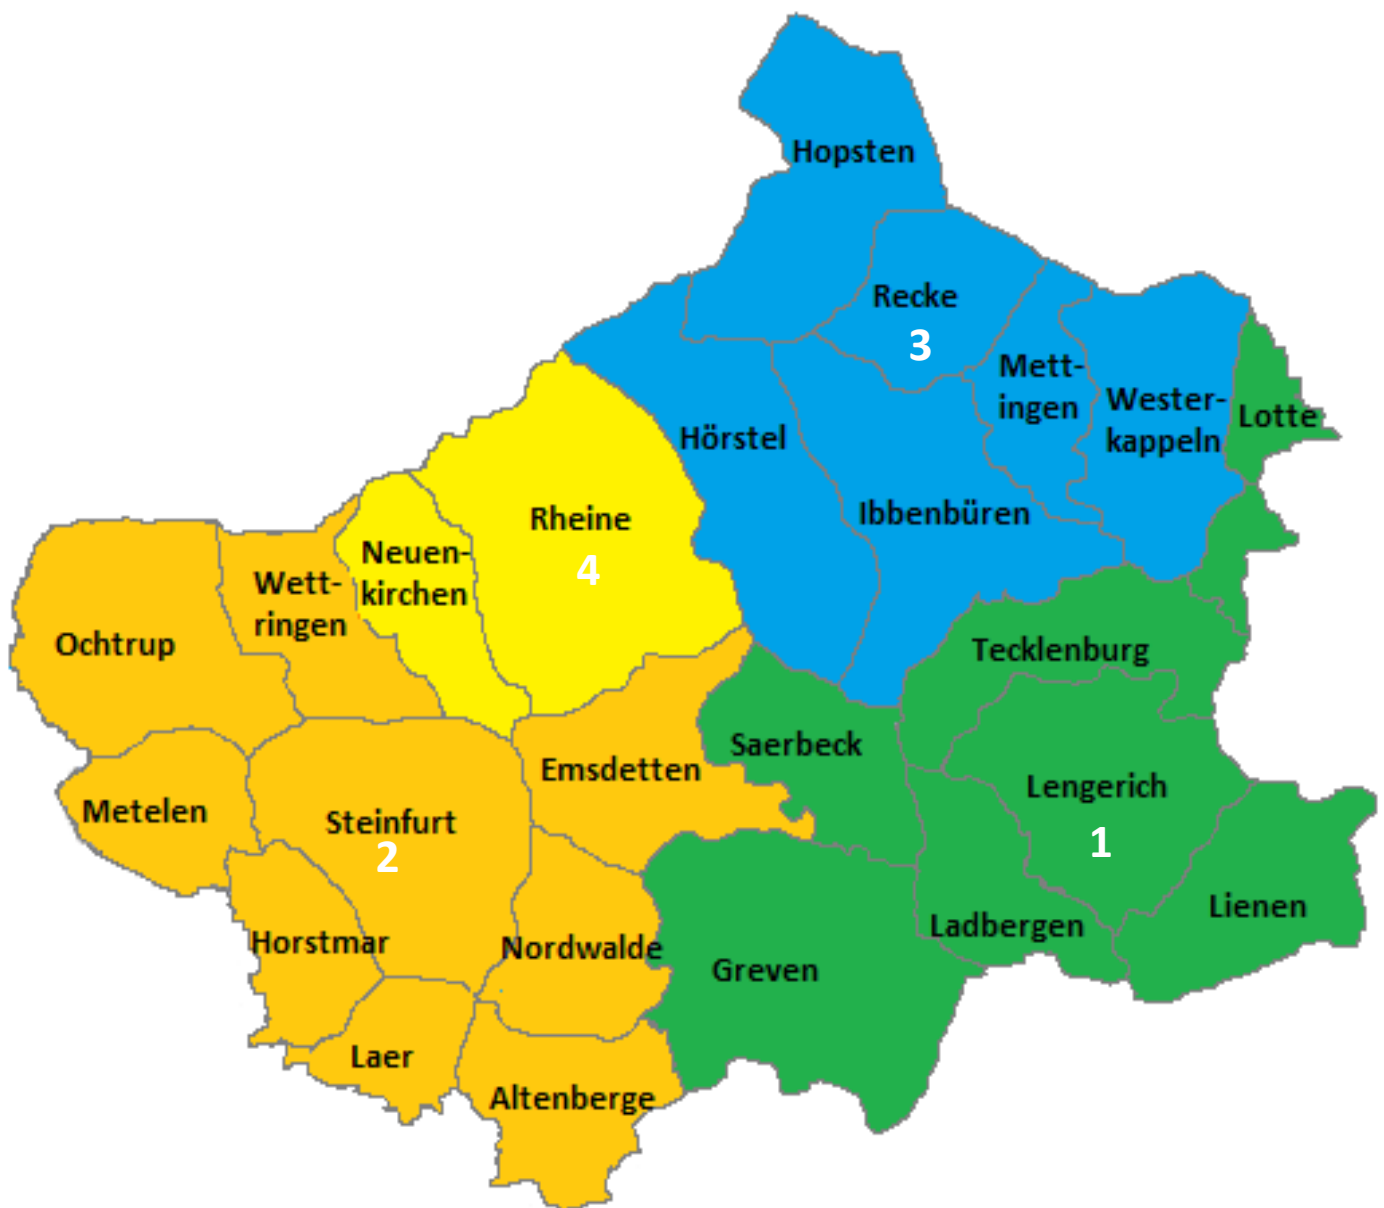 Hopsten
Recke
3
Mett-
ingen
Wester-
kappeln
Lotte
Hörstel
Ibbenbüren
Rheine
4
Neuen-
kirchen
Wett-
ringen
Ochtrup
Tecklenburg
Saerbeck
Emsdetten
Lengerich
1
Metelen
Steinfurt
2
Lienen
Ladbergen
Horstmar
Nordwalde
Greven
Laer
Altenberge